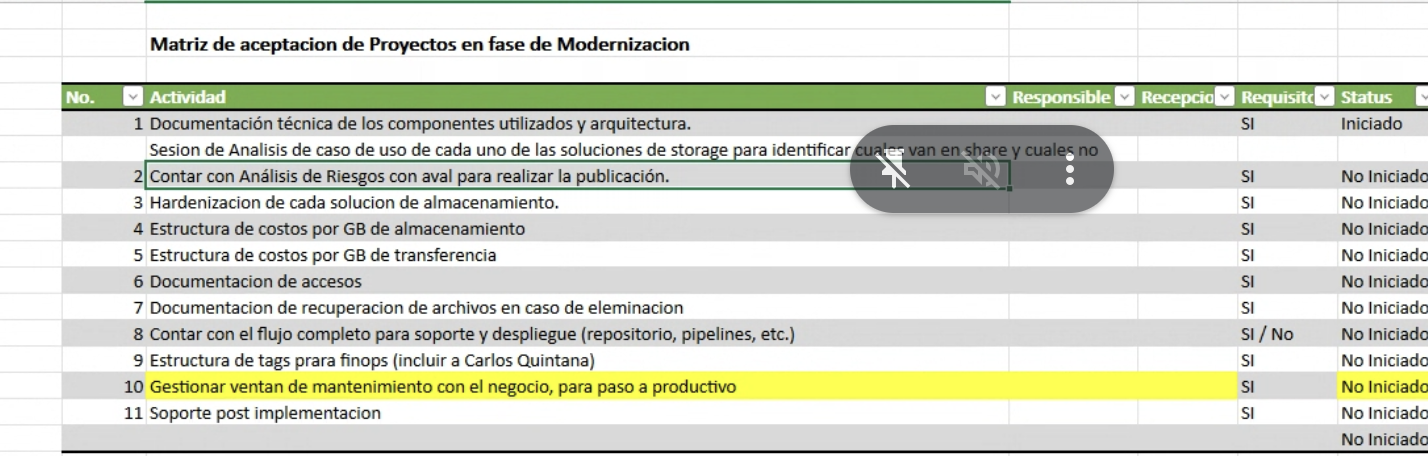 Matriz de aceptacion de Proyectos en fase de Modernizacion
No. Actividad Responsible Recepcio Requisito Status
1 Documentación técnica de los componentes utilizados y arquitectura. SI Iniciado
Sesion de Analisis de caso de uso de cada uno de las soluciones de storage para identificar cuales van en share y cuales no
2 Contar con Análisis de Riesgos con aval para realizar la publicación. SI No Iniciado
3 Hardenizacion de cada solucion de almacenamiento. SI No Iniciado
4 Estructura de costos por GB de almacenamiento SI No Iniciado
5 Estructura de costos por GB de transferencia SI No Iniciado
6 Documentacion de accesos SI No Iniciado
7 Documentacion de recuperacion de archivos en caso de eleminacion SI No Iniciado
8 Contar con el flujo completo para soporte y despliegue (repositorio, pipelines, etc.) SI / No No Iniciado
9 Estructura de tags prara finops (incluir a Carlos Quintana) SI No Iniciado
10 Gestionar ventan de mantenimiento con el negocio, para paso a productivo SI No Iniciado
11 Soporte post implementacion SI No Iniciado
No Iniciado